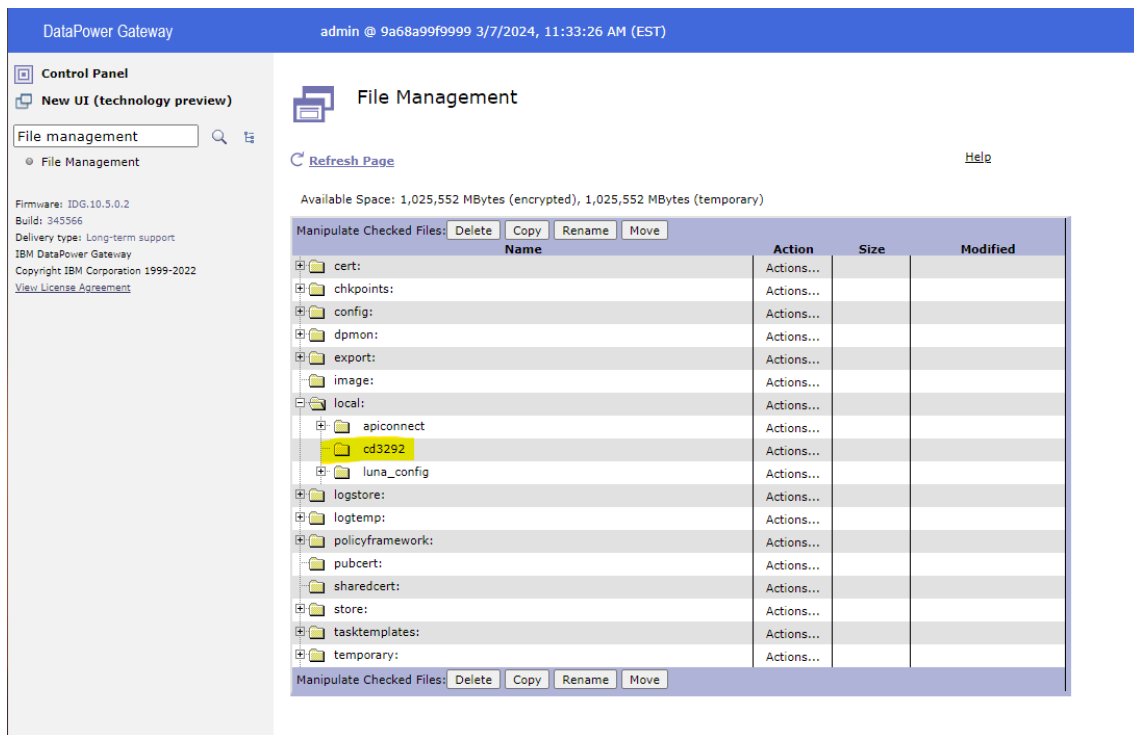 DataPower Gateway admin @ 9a68a99f9999 3/7/2024, 11:33:26 AM (EST)
Control Panel
New UI (technology preview)
File management
File Management
Firmware: IDG.10.5.0.2
Build: 345566
Delivery type: Long-term support
IBM DataPower Gateway
Copyright IBM Corporation 1999-2022
View License Agreement
File Management
Refresh Page Help
Available Space: 1,025,552 MBytes (encrypted), 1,025,552 MBytes (temporary)
Manipulate Checked Files: Delete Copy Rename Move
Name Action Size Modified
cert: Actions...
chkpoints: Actions...
config: Actions...
dpmon: Actions...
export: Actions...
image: Actions...
local: Actions...
apiconnect Actions...
cd3292 Actions...
luna_config Actions...
logstore: Actions...
logtemp: Actions...
policyframework: Actions...
pubcert: Actions...
sharedcert: Actions...
store: Actions...
tasktemplates: Actions...
temporary: Actions...
Manipulate Checked Files: Delete Copy Rename Move